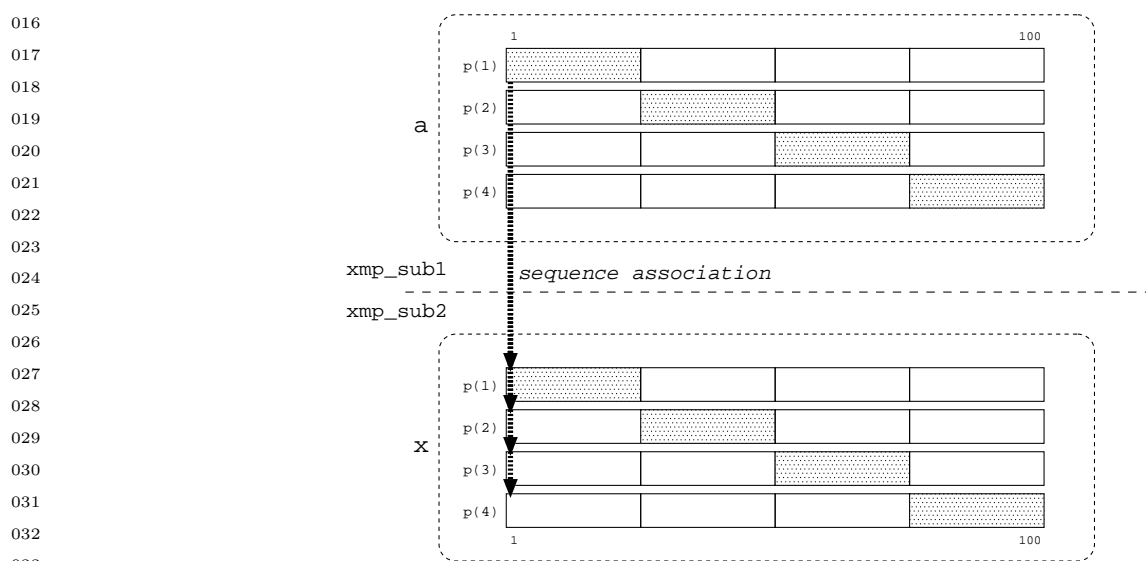 016
1 100
017
p(1)
018
p(2)
019
a
020
p(3)
021
p(4)
022
023
024
xmp_sub1 sequence association
025
xmp_sub2
026
027
p(1)
028
p(2)
029
x
030
p(3)
031
p(4)
032
1 100